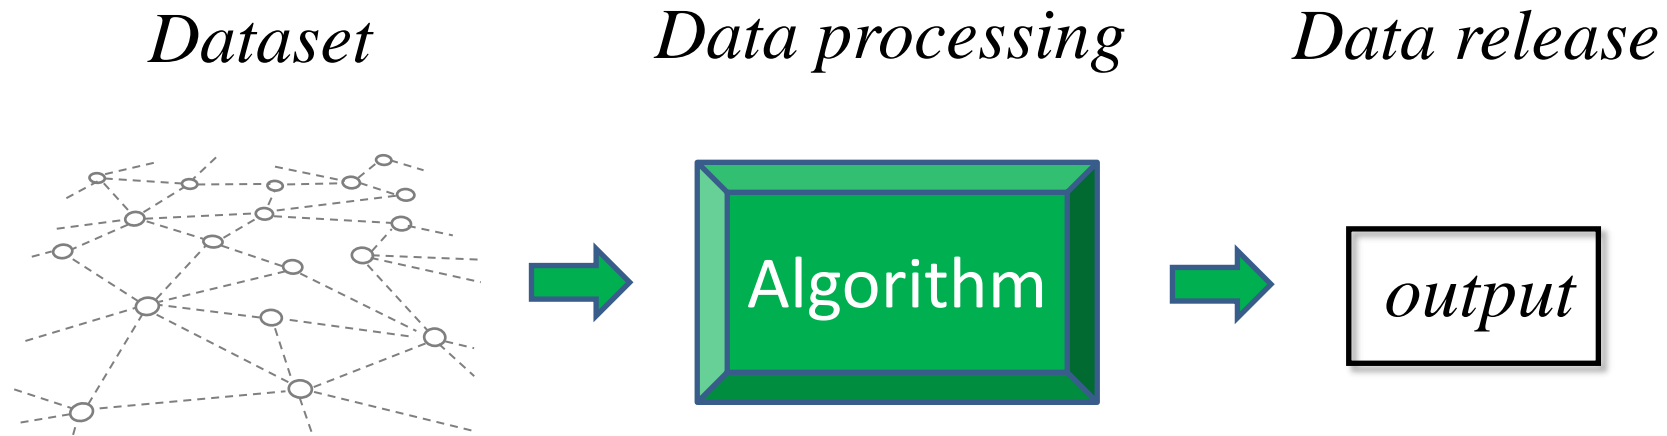 Dataset
Data processing
Data release
Algorithm
output